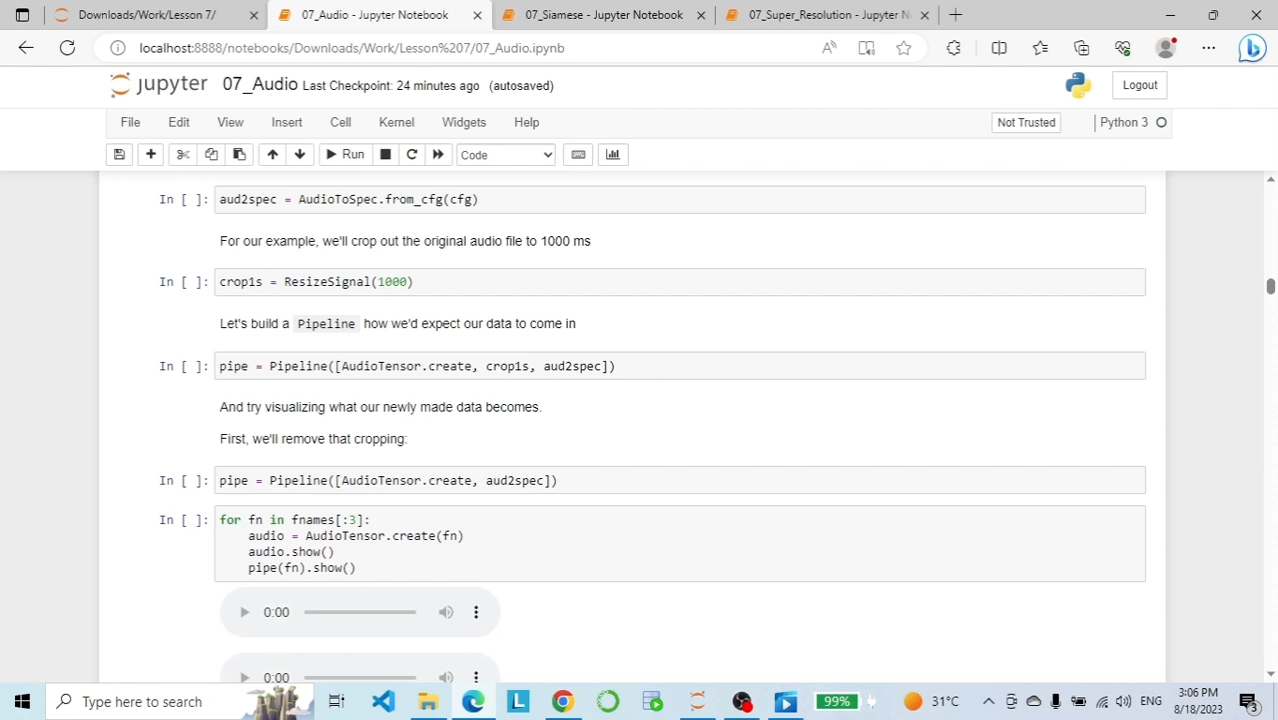 Downloads/Work/Lesson 7/
07_Audio - Jupyter Notebook
07_Siamese - Jupyter Notebook
07_Super_Resolution - Jupyter N
localhost:8888/notebooks/Downloads/Work/Lesson%207/07_Audio.ipynb
jupyter 07_Audio Last Checkpoint: 24 minutes ago (autosaved)
Logout
File Edit View Insert Cell Kernel Widgets Help
Not Trusted
Python 3
Run
Code
In [ ]: aud2spec = AudioToSpec.from_cfg(cfg)
For our example, we'll crop out the original audio file to 1000 ms
In [ ]: crop1s = ResizeSignal(1000)
Let's build a Pipeline how we'd expect our data to come in
In [ ]: pipe = Pipeline([AudioTensor.create, crop1s, aud2spec])
And try visualizing what our newly made data becomes.
First, we'll remove that cropping:
In [ ]: pipe = Pipeline([AudioTensor.create, aud2spec])
In [ ]: for fn in fnames[:3]:
audio = AudioTensor.create(fn)
audio.show()
pipe(fn).show()
0:00
0:00
Type here to search
99%
31°C
ENG
3:06 PM
8/18/2023
3